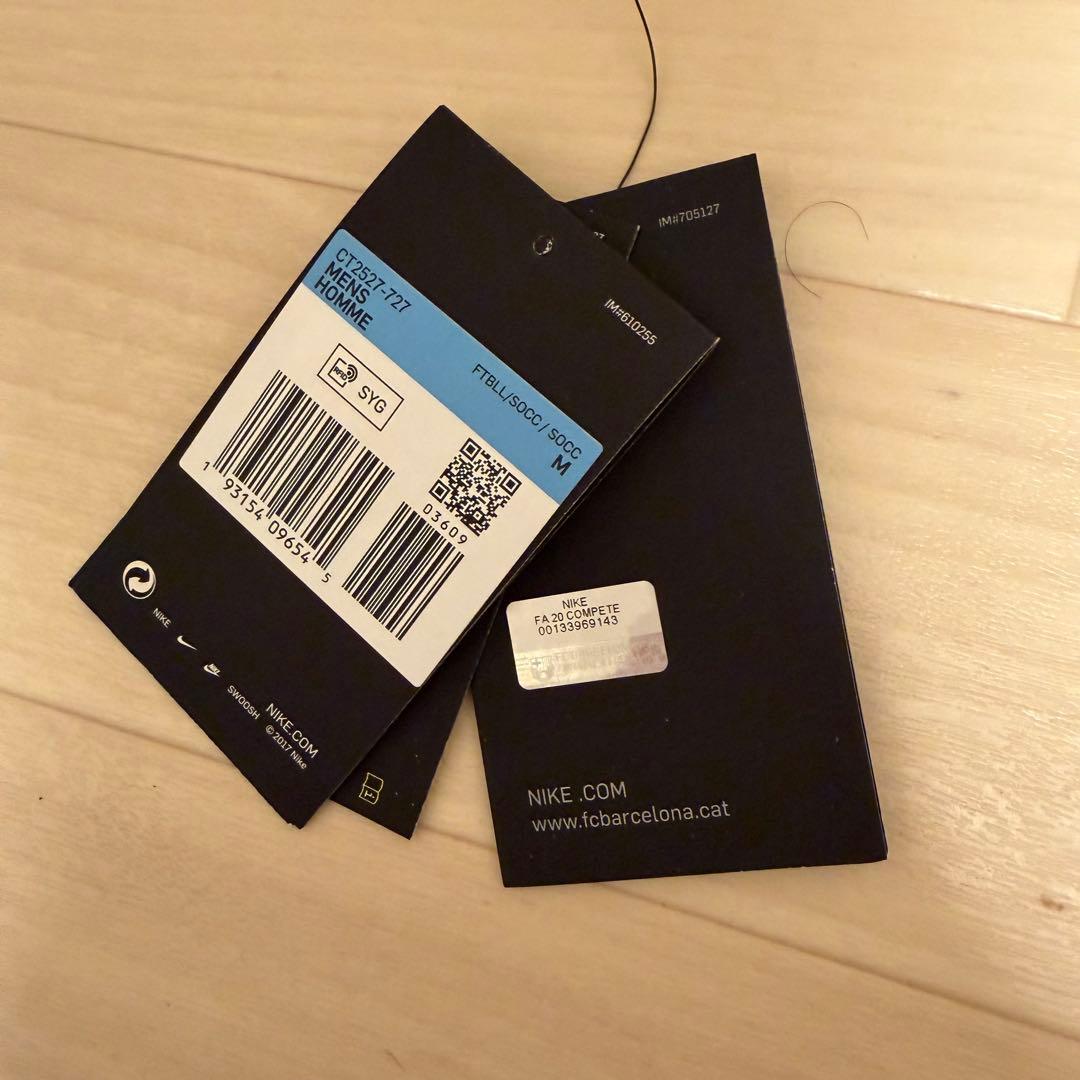 CT2527-727
MENS
HOMME
FTBLL/SOCC / SOCC
M
RFID
SYG
1 93154 09654 5
03609
IM#610255
NIKE
SWOOSH
NIKE.COM
©2017 Nike
IM#705127
NIKE
FA 20 COMPETE
00133969143
NIKE .COM
www.fcbarcelona.cat